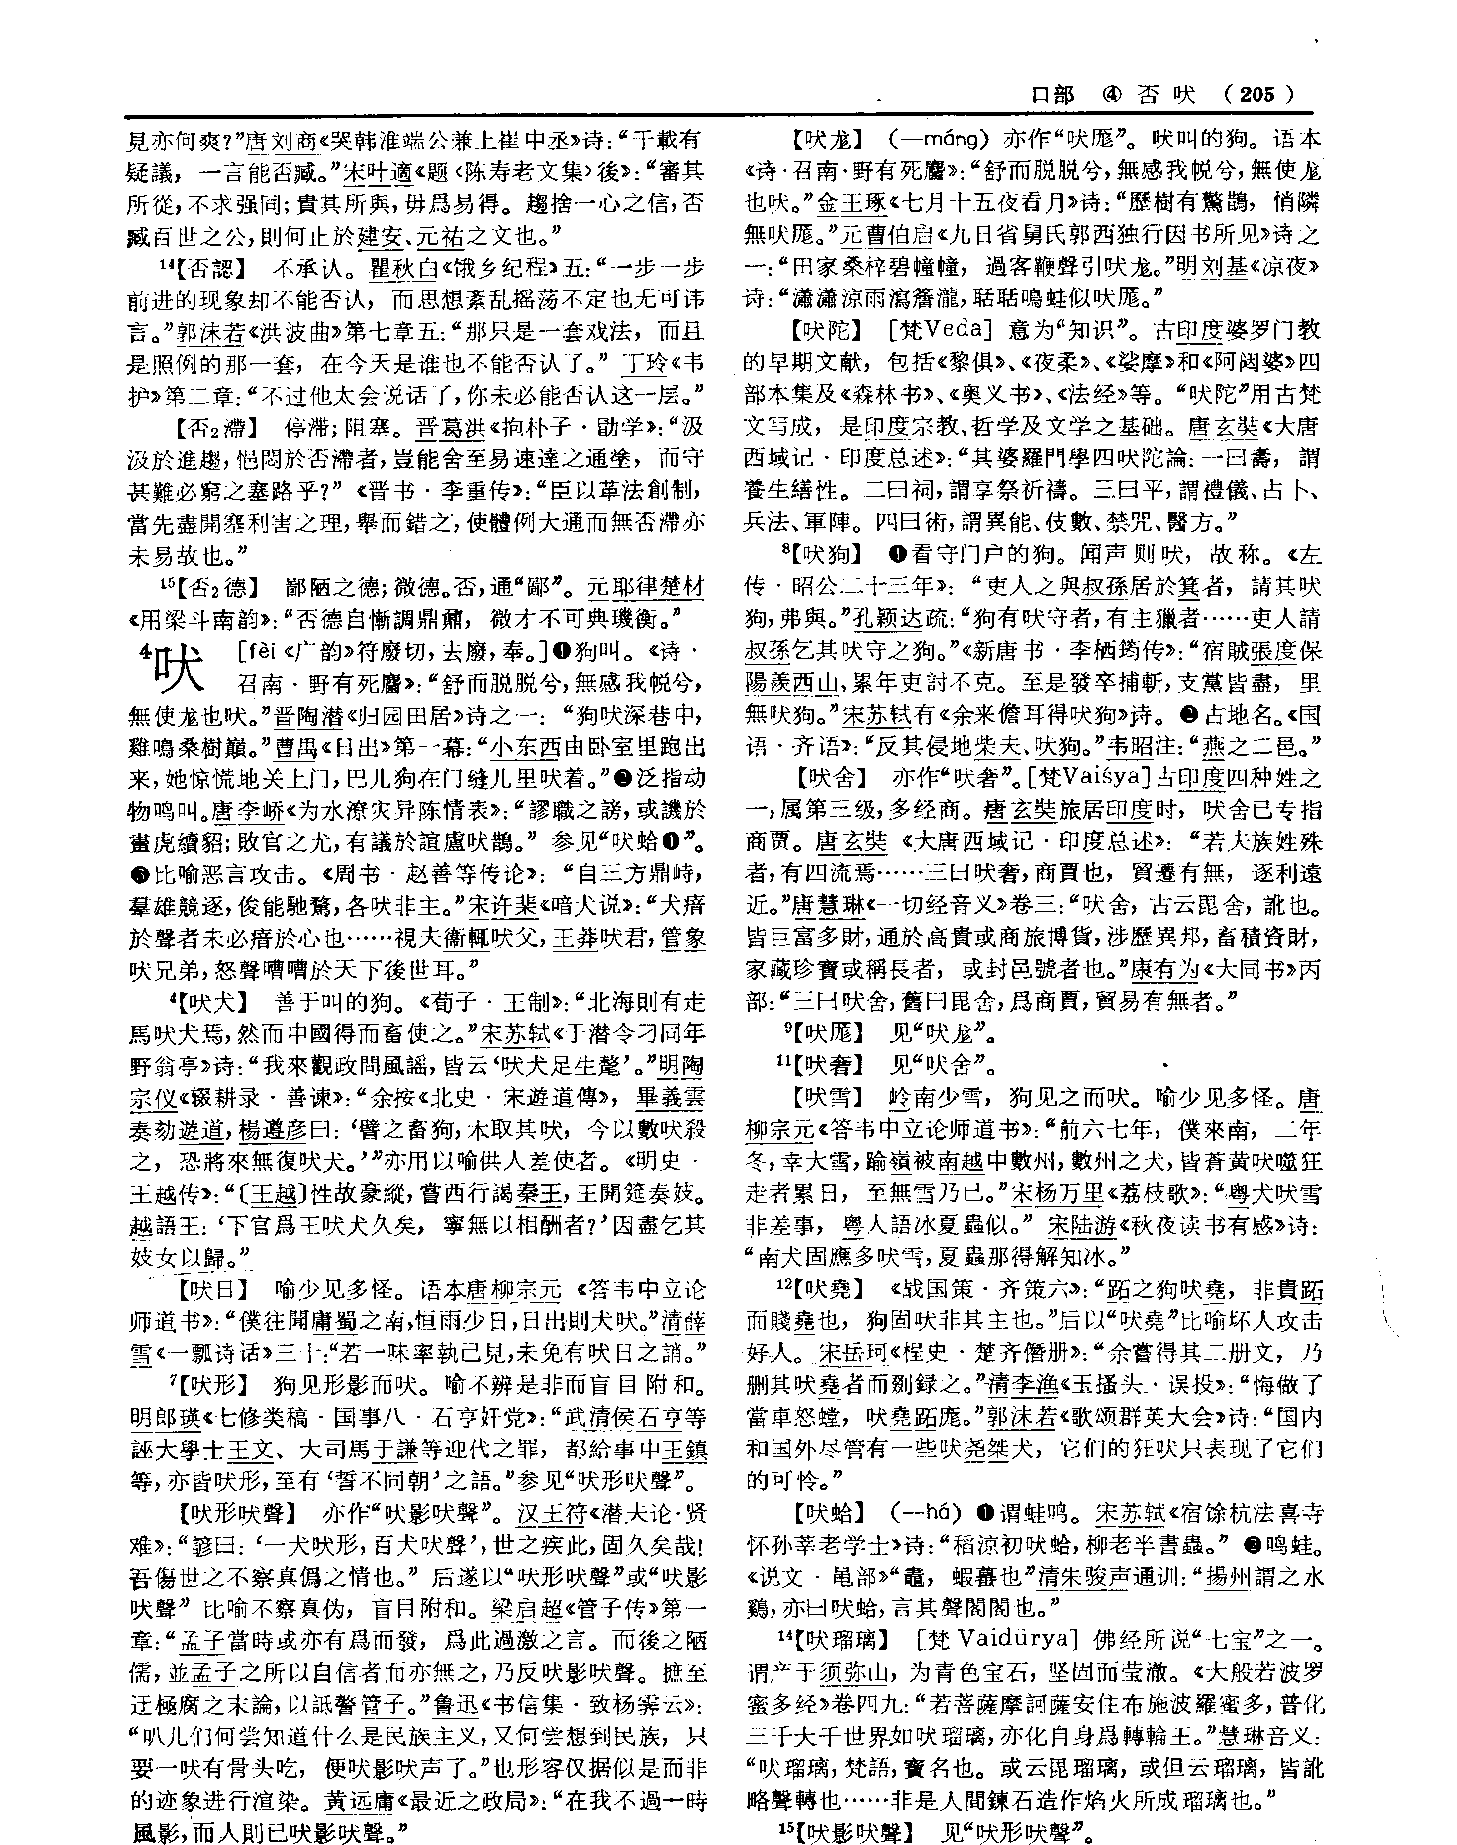 口部 ④ 否 吠 （205）
見亦何爽？”唐刘商《哭韩淮端公兼上崔中丞》诗：“千載有
疑議，一言能否臧。”宋叶適《题〈陈寿老文集〉後》：“審其
所從，不求强同；貴其所與，毋爲易得。趨捨一心之信，否
臧百世之公，則何止於建安、元祐之文也。”
14【否認】 不承认。瞿秋白《饿乡纪程》五：“一步一步
前进的现象却不能否认，而思想紊乱摇荡不定也无可讳
言。”郭沫若《洪波曲》第七章五：“那只是一套戏法，而且
是照例的那一套，在今天是谁也不能否认了。” 丁玲《韦
护》第二章：“不过他太会说话了，你未必能否认这一层。”
【否2滯】 停滞；阻塞。晋葛洪《抱朴子·勖学》：“汲
汲於進趨，悒悶於否滯者，豈能舍至易速達之通塗，而守
甚難必窮之塞路乎？” 《晋书·李重传》：“臣以革法創制，
當先盡開塞利害之理，舉而錯之，使體例大通而無否滯亦
未易故也。”
15【否2德】 鄙陋之德；微德。否，通“鄙”。元耶律楚材
《用梁斗南韵》：“否德自慚調鼎鼐，微才不可典璣衡。”
4吠 [fèi《广韵》符廢切，去廢，奉。]❶狗叫。《诗·
召南·野有死麕》：“舒而脱脱兮，無感我帨兮，
無使尨也吠。”晋陶潜《归园田居》诗之一：“狗吠深巷中，
雞鳴桑樹巔。”曹禺《日出》第一幕：“小东西由卧室里跑出
来，她惊慌地关上门，巴儿狗在门缝儿里吠着。”❷泛指动
物鸣叫。唐李峤《为水潦灾异陈情表》：“謬職之謗，或譏於
畫虎續貂；敗官之尤，有議於諠廬吠鵲。” 参见“吠蛤❶”。
❸比喻恶言攻击。《周书·赵善等传论》：“自三方鼎峙，
羣雄競逐，俊能馳騖，各吠非主。”宋许棐《喑犬说》：“犬瘖
於聲者未必瘖於心也……視夫衞輒吠父，王莽吠君，管象
吠兄弟，怒聲嘈嘈於天下後世耳。”
4【吠犬】 善于叫的狗。《荀子·王制》：“北海則有走
馬吠犬焉，然而中國得而畜使之。”宋苏轼《于潜令刁同年
野翁亭》诗：“我來觀政問風謡，皆云‘吠犬足生氂’。”明陶
宗仪《辍耕录·善谏》：“余按《北史·宋遊道傳》，畢義雲
奏劾遊道，楊遵彦曰：‘譬之畜狗，本取其吠，今以數吠殺
之，恐將來無復吠犬。’”亦用以喻供人差使者。《明史·
王越传》：“〔王越〕性故豪縱，嘗西行謁秦王，王開筵奏妓。
越語王：‘下官爲王吠犬久矣，寧無以相酬者？’因盡乞其
妓女以歸。”
【吠日】 喻少见多怪。语本唐柳宗元 《答韦中立论
师道书》：“僕往聞庸蜀之南，恒雨少日，日出則犬吠。”清薛
雪《一瓢诗话》三十：“若一味率執己見，未免有吠日之誚。”
7【吠形】 狗见形影而吠。喻不辨是非而盲目附和。
明郎瑛《七修类稿·国事八·石亨奸党》：“武清侯石亨等
誣大學士王文、大司馬于謙等迎代之罪，都給事中王鎮
等，亦皆吠形，至有‘誓不同朝’之語。”参见“吠形吠聲”。
【吠形吠聲】 亦作“吠影吠聲”。汉王符《潜夫论·贤
难》：“諺曰：‘一犬吠形，百犬吠聲’，世之疾此，固久矣哉！
吾傷世之不察真僞之情也。” 后遂以“吠形吠聲”或“吠影
吠聲” 比喻不察真伪，盲目附和。梁启超《管子传》第一
章：“孟子當時或亦有爲而發，爲此過激之言。而後之陋
儒，並孟子之所以自信者而亦無之，乃反吠影吠聲。摭至
迂極腐之末論，以詆謷管子。”鲁迅《书信集·致杨霁云》：
“叭儿们何尝知道什么是民族主义，又何尝想到民族，只
要一吠有骨头吃，便吠影吠声了。”也形容仅据似是而非
的迹象进行渲染。黄远庸《最近之政局》：“在我不過一時
風影，而人則已吠影吠聲。”
【吠尨】 （—máng）亦作“吠厖”。吠叫的狗。语本
《诗·召南·野有死麕》：“舒而脱脱兮，無感我帨兮，無使尨
也吠。”金王琢《七月十五夜看月》诗：“歷樹有驚鵲，悄隣
無吠厖。”元曹伯启《九日省舅氏郭西独行因书所见》诗之
一：“田家桑梓碧幢幢，過客鞭聲引吠尨。”明刘基《凉夜》
诗：“瀟瀟涼雨瀉簷瀧，聒聒鳴蛙似吠厖。”
【吠陀】 [梵Veda] 意为“知识”。古印度婆罗门教
的早期文献，包括《黎俱》、《夜柔》、《娑摩》和《阿闼婆》四
部本集及《森林书》、《奥义书》、《法经》等。“吠陀”用古梵
文写成，是印度宗教、哲学及文学之基础。唐玄奘《大唐
西域记·印度总述》：“其婆羅門學四吠陀論：一曰壽，謂
養生繕性。二曰祠，謂享祭祈禱。三曰平，謂禮儀、占卜、
兵法、軍陣。四曰術，謂異能、伎數、禁咒、醫方。”
8【吠狗】 ❶看守门户的狗。闻声则吠，故称。《左
传·昭公二十三年》：“吏人之與叔孫居於箕者，請其吠
狗，弗與。”孔颖达疏：“狗有吠守者，有主獵者……吏人請
叔孫乞其吠守之狗。”《新唐书·李栖筠传》：“宿賊張度保
陽羨西山，累年吏討不克。至是發卒捕斬，支黨皆盡，里
無吠狗。”宋苏轼有《余来儋耳得吠狗》诗。❷占地名。《国
语·齐语》：“反其侵地柴夫、吠狗。”韦昭注：“燕之二邑。”
【吠舍】 亦作“吠奢”。[梵Vaiśya]古印度四种姓之
一，属第三级，多经商。唐玄奘旅居印度时，吠舍已专指
商贾。唐玄奘 《大唐西域记·印度总述》：“若夫族姓殊
者，有四流焉……三曰吠奢，商賈也，貿遷有無，逐利遠
近。”唐慧琳《一切经音义》卷三：“吠舍，古云毘舍，訛也。
皆巨富多財，通於高貴或商旅博貨，涉歷異邦，畜積資財，
家藏珍寶或稱長者，或封邑號者也。”康有为《大同书》丙
部：“三曰吠舍，舊曰毘舍，爲商賈，貿易有無者。”
9【吠厖】 见“吠尨”。
11【吠奢】 见“吠舍”。
【吠雪】 岭南少雪，狗见之而吠。喻少见多怪。唐
柳宗元《答韦中立论师道书》：“前六七年，僕來南，二年
冬，幸大雪，踰嶺被南越中數州，數州之犬，皆蒼黄吠噬狂
走者累日，至無雪乃已。”宋杨万里《荔枝歌》：“粤犬吠雪
非差事，粤人語冰夏蟲似。” 宋陆游《秋夜读书有感》诗：
“南犬固應多吠雪，夏蟲那得解知冰。”
12【吠堯】 《战国策·齐策六》：“跖之狗吠堯，非貴跖
而賤堯也，狗固吠非其主也。”后以“吠堯”比喻坏人攻击
好人。宋岳珂《桯史·楚齐僭册》：“余嘗得其二册文，乃
删其吠堯者而剟録之。”清李渔《玉搔头·误投》：“悔做了
當車怒螳，吠堯跖厖。”郭沫若《歌颂群英大会》诗：“国内
和国外尽管有一些吠尧桀犬，它们的狂吠只表现了它们
的可怜。”
【吠蛤】 （—há）❶谓蛙鸣。宋苏轼《宿馀杭法喜寺
怀孙莘老学士》诗：“稻涼初吠蛤，柳老半書蟲。” ❷鸣蛙。
《说文·黾部》“鼃，蝦蟇也”清朱骏声通训：“揚州謂之水
鷄，亦曰吠蛤，言其聲閣閣也。”
14【吠瑠璃】 [梵 Vaidūrya] 佛经所说“七宝”之一。
谓产于须弥山，为青色宝石，坚固而莹澈。《大般若波罗
蜜多经》卷四九：“若菩薩摩訶薩安住布施波羅蜜多，普化
三千大千世界如吠瑠璃，亦化自身爲轉輪王。”慧琳音义：
“吠瑠璃，梵語，寶名也。或云毘瑠璃，或但云瑠璃，皆訛
略聲轉也……非是人間鍊石造作焰火所成瑠璃也。”
15【吠影吠聲】 见“吠形吠聲”。